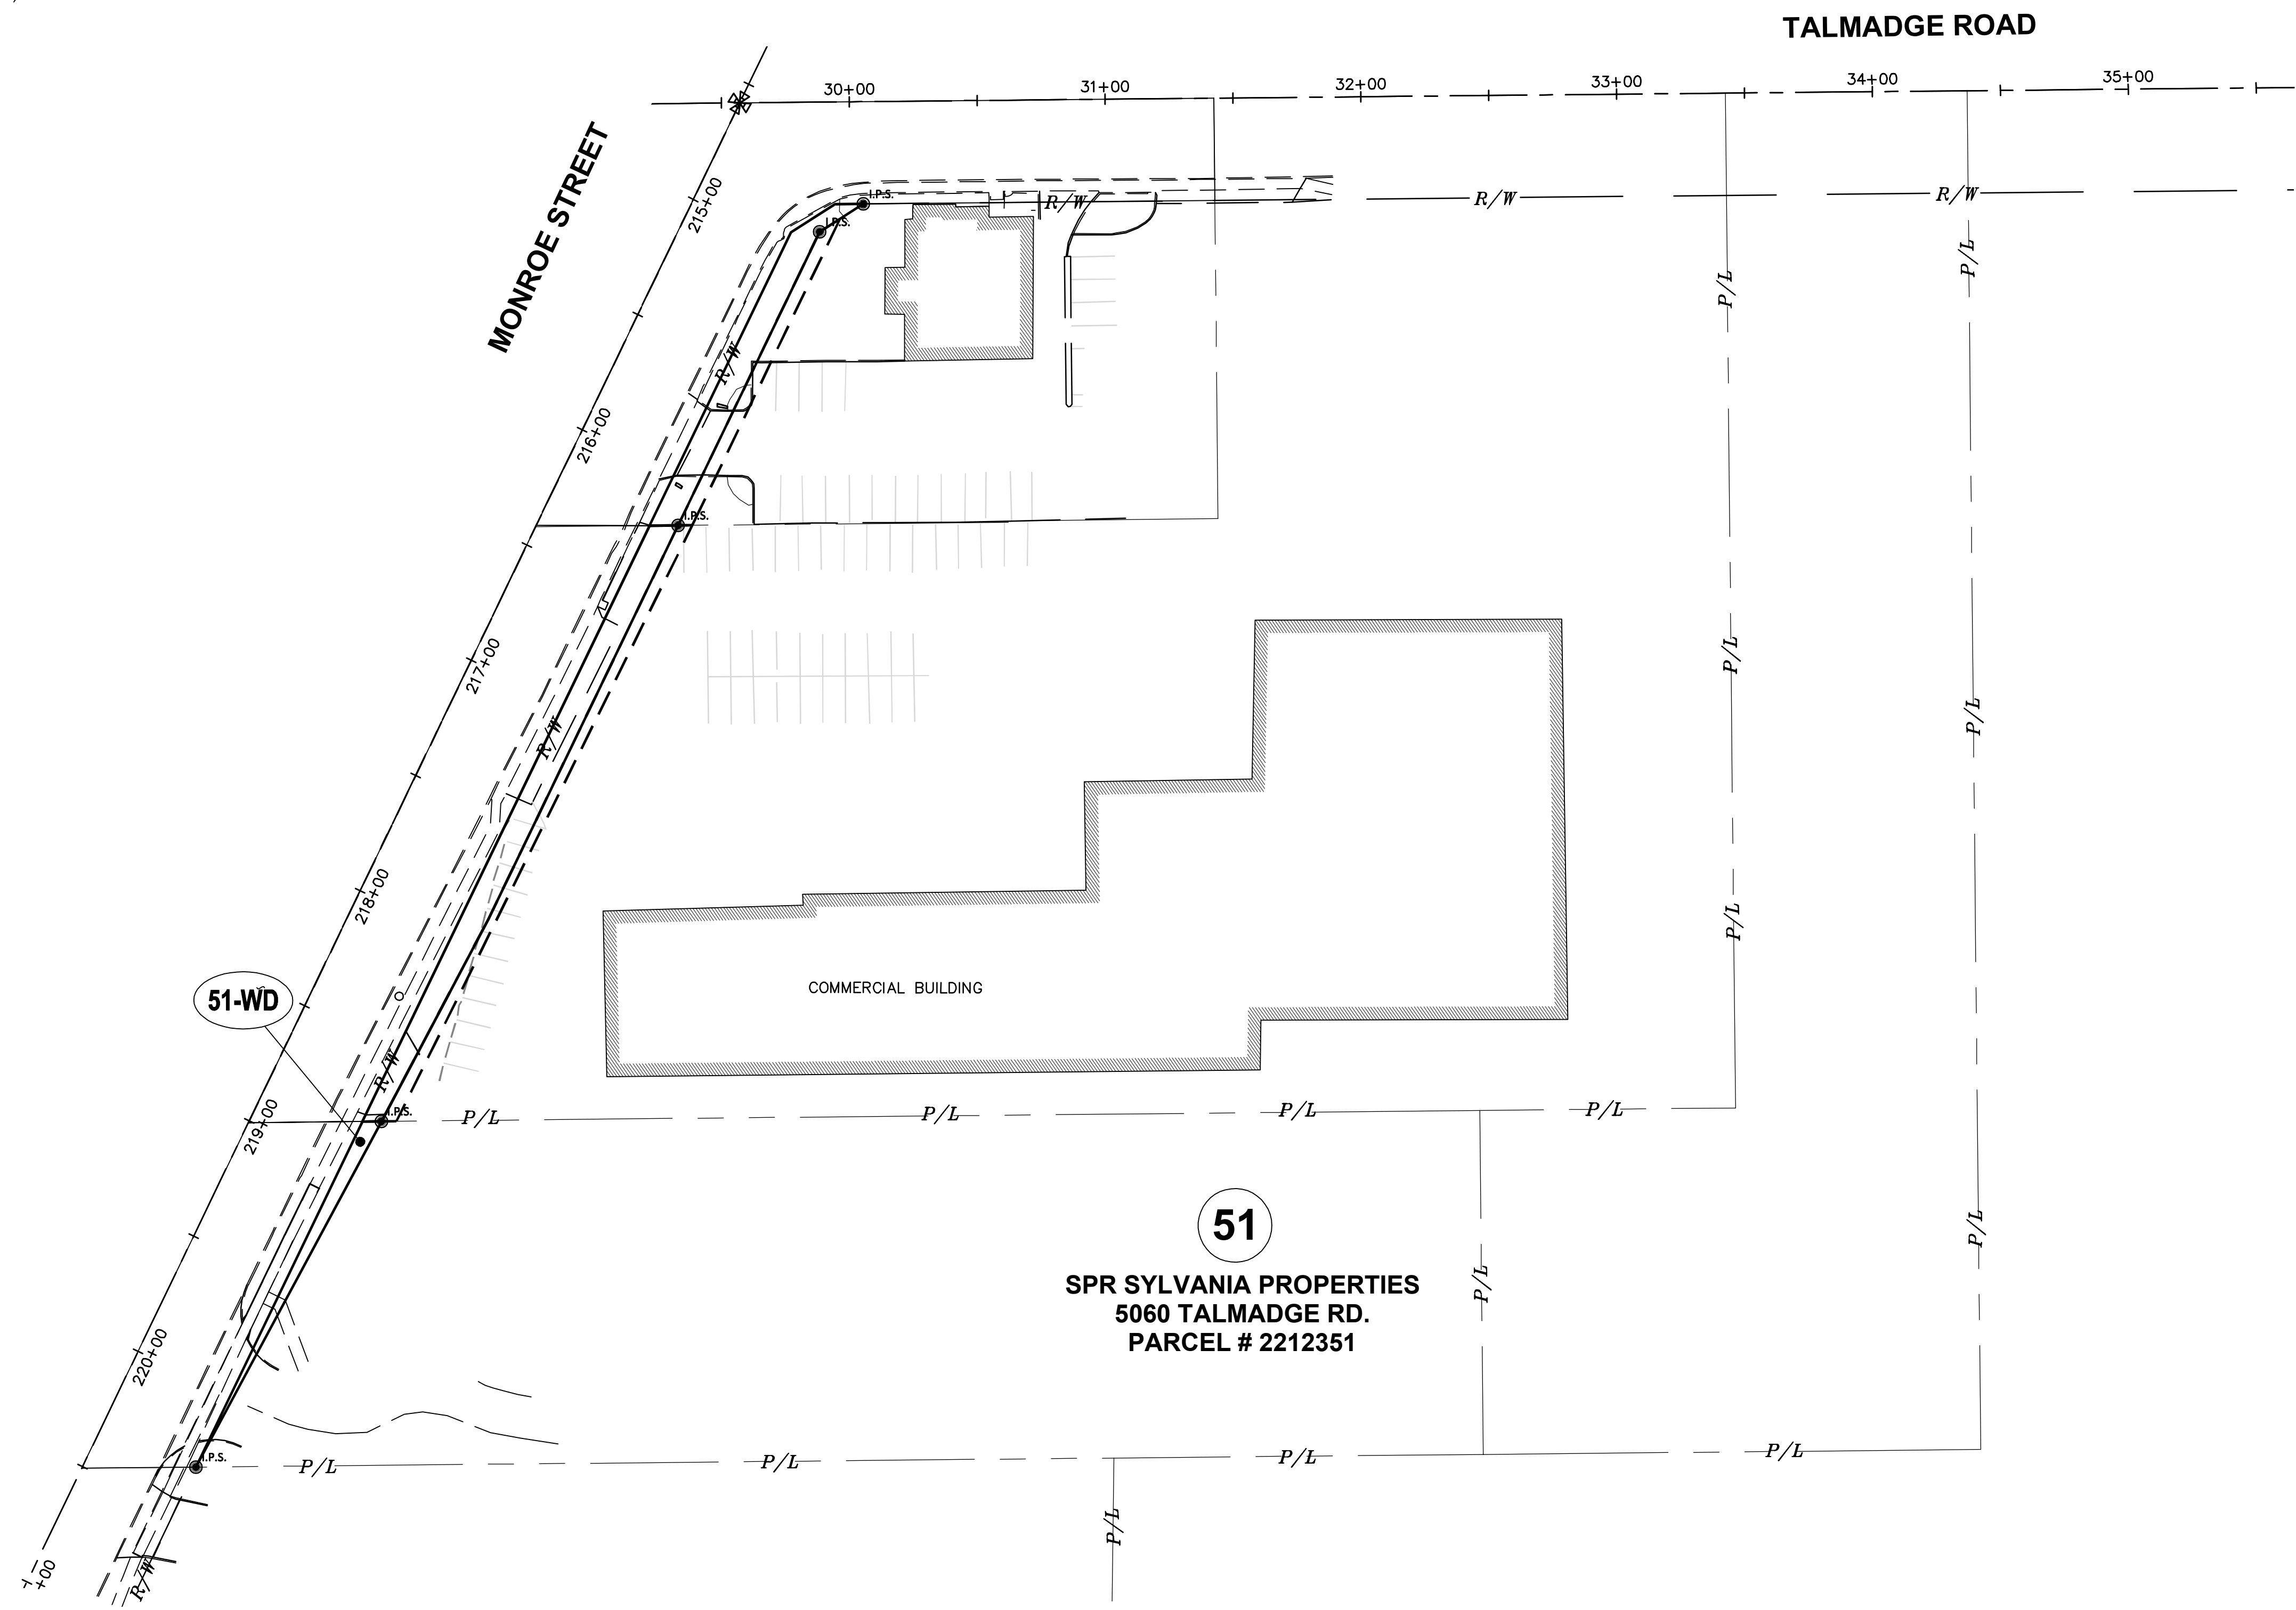 TALMADGE ROAD
30+00
31+00
32+00
33+00
34+00
35+00
MONROE STREET
215+00
I.P.S.
R/W
R/W
R/W
I.P.S.
P/L
P/L
R/W
216+00
I.P.S.
217+00
P/L
P/L
R/W
218+00
P/L
COMMERCIAL BUILDING
51-WD
R/W
219+00
I.P.S.
P/L
P/L
P/L
P/L
51
SPR SYLVANIA PROPERTIES
5060 TALMADGE RD.
PARCEL # 2212351
P/L
P/L
220+00
I.P.S.
P/L
P/L
P/L
P/L
P/L
+00
R/W